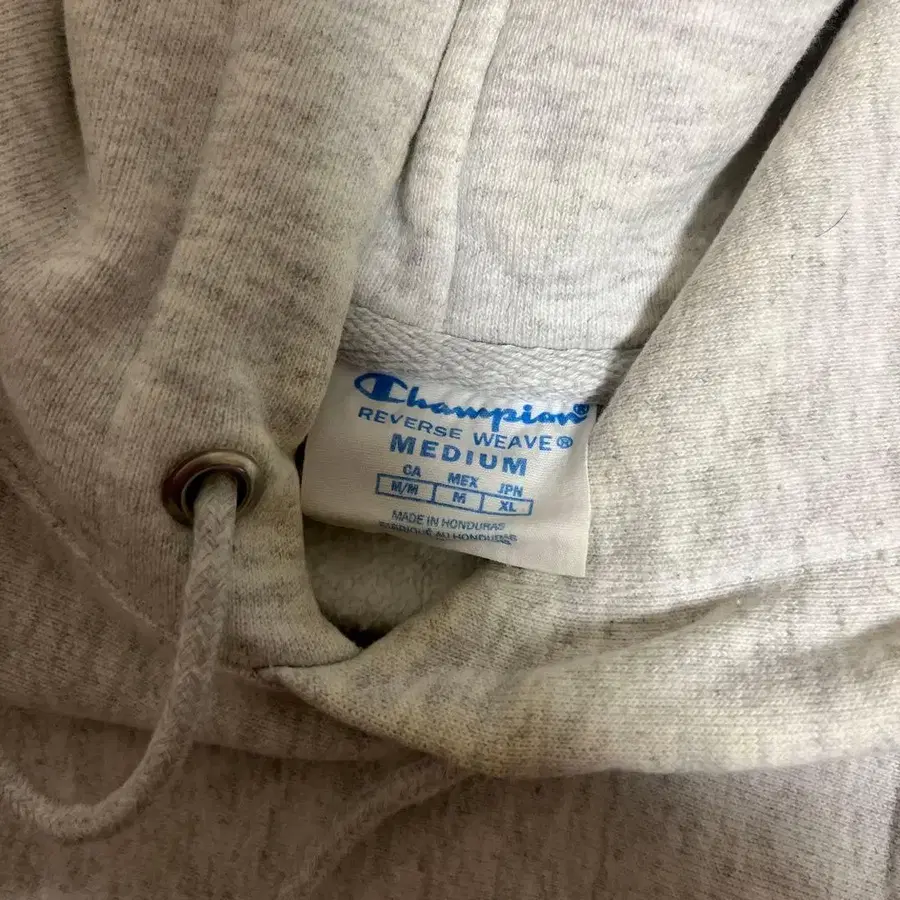 Champion®
REVERSE WEAVE®
MEDIUM
CA MEX JPN
M/M M XL
MADE IN HONDURAS
FABRIQUÉ AU HONDURAS